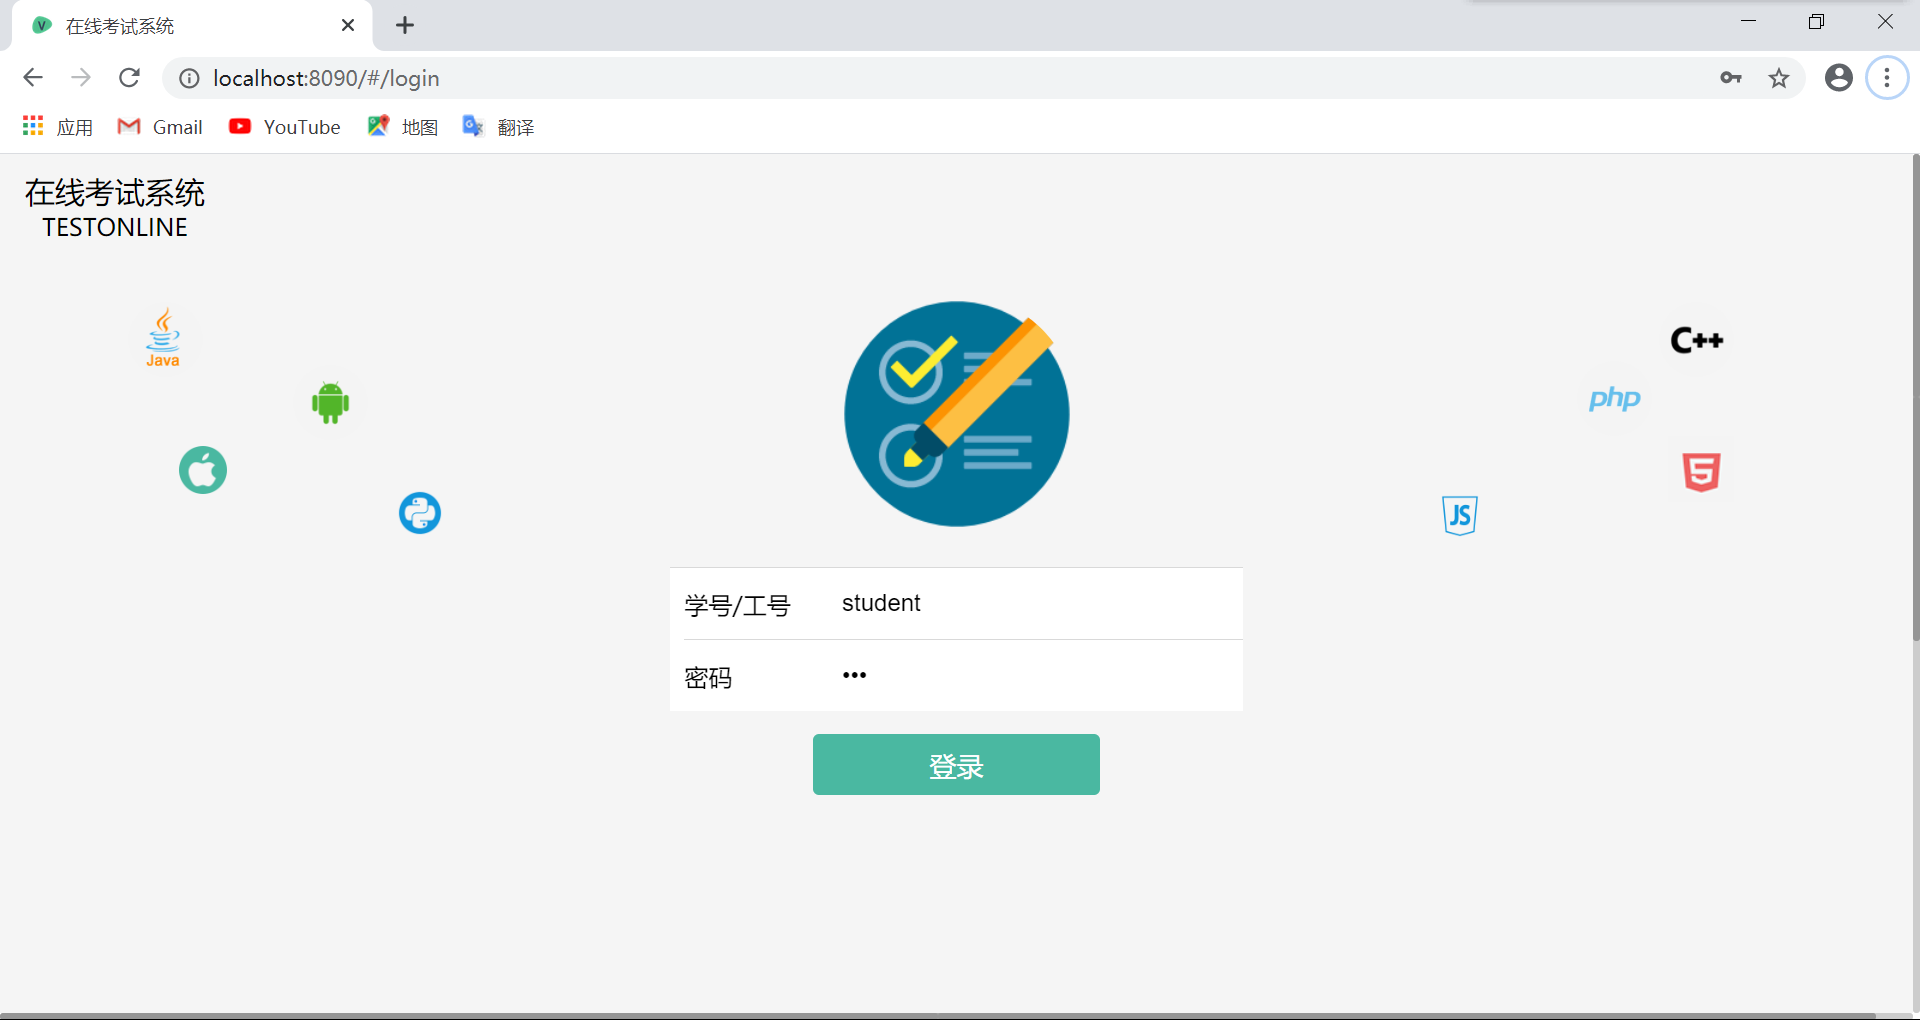 在线考试系统
localhost:8090/#/login
应用 Gmail YouTube 地图 翻译
在线考试系统
TESTONLINE
Java
C++
php
5
JS
学号/工号 student
密码 •••
登录